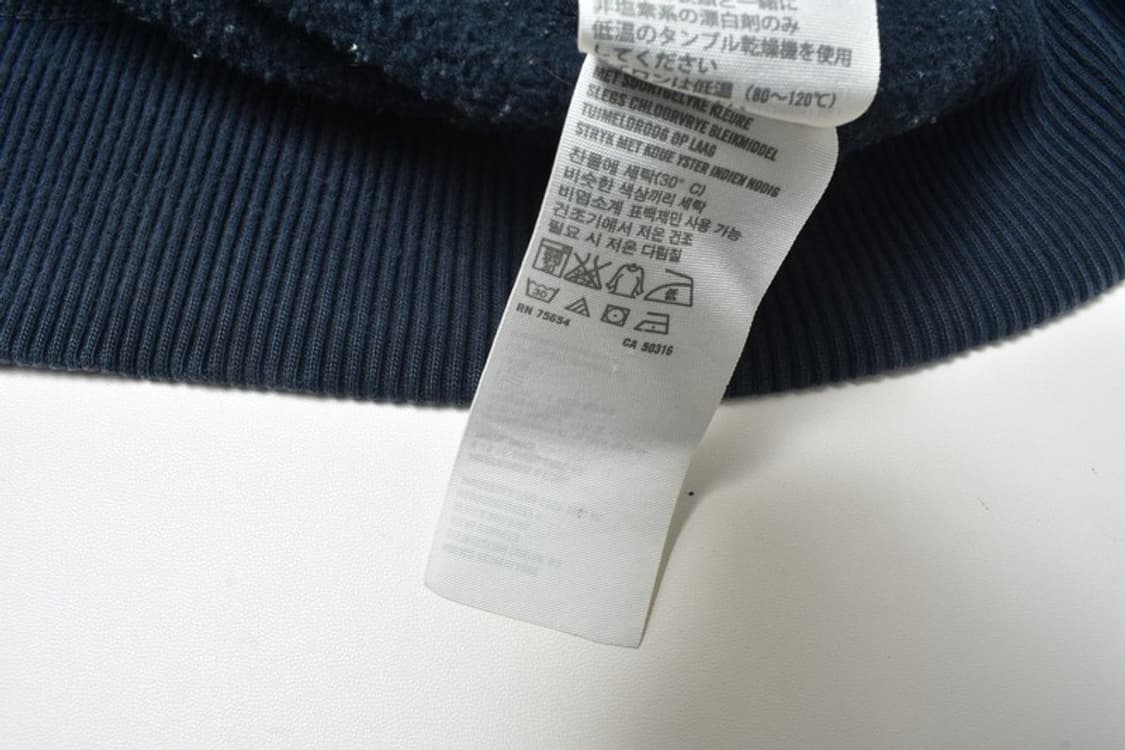 非塩素系の漂白剤のみ
低温のタンブル乾燥機を使用
してください
は低温 (80～120℃)
MET SOORTGELYKE KLEURE
SLEGS CHLOORVRYE BLEIKMIDDEL
TUIMELDROOG OP LAAG
STRYK MET KOUE YSTER INDIEN NODIG
찬물에 세탁(30° C)
비슷한 색상끼리 세탁
비염소계 표백제만 사용 가능
건조기에서 저온 건조
필요 시 저온 다림질
低
30
RN 75654
CA 50316